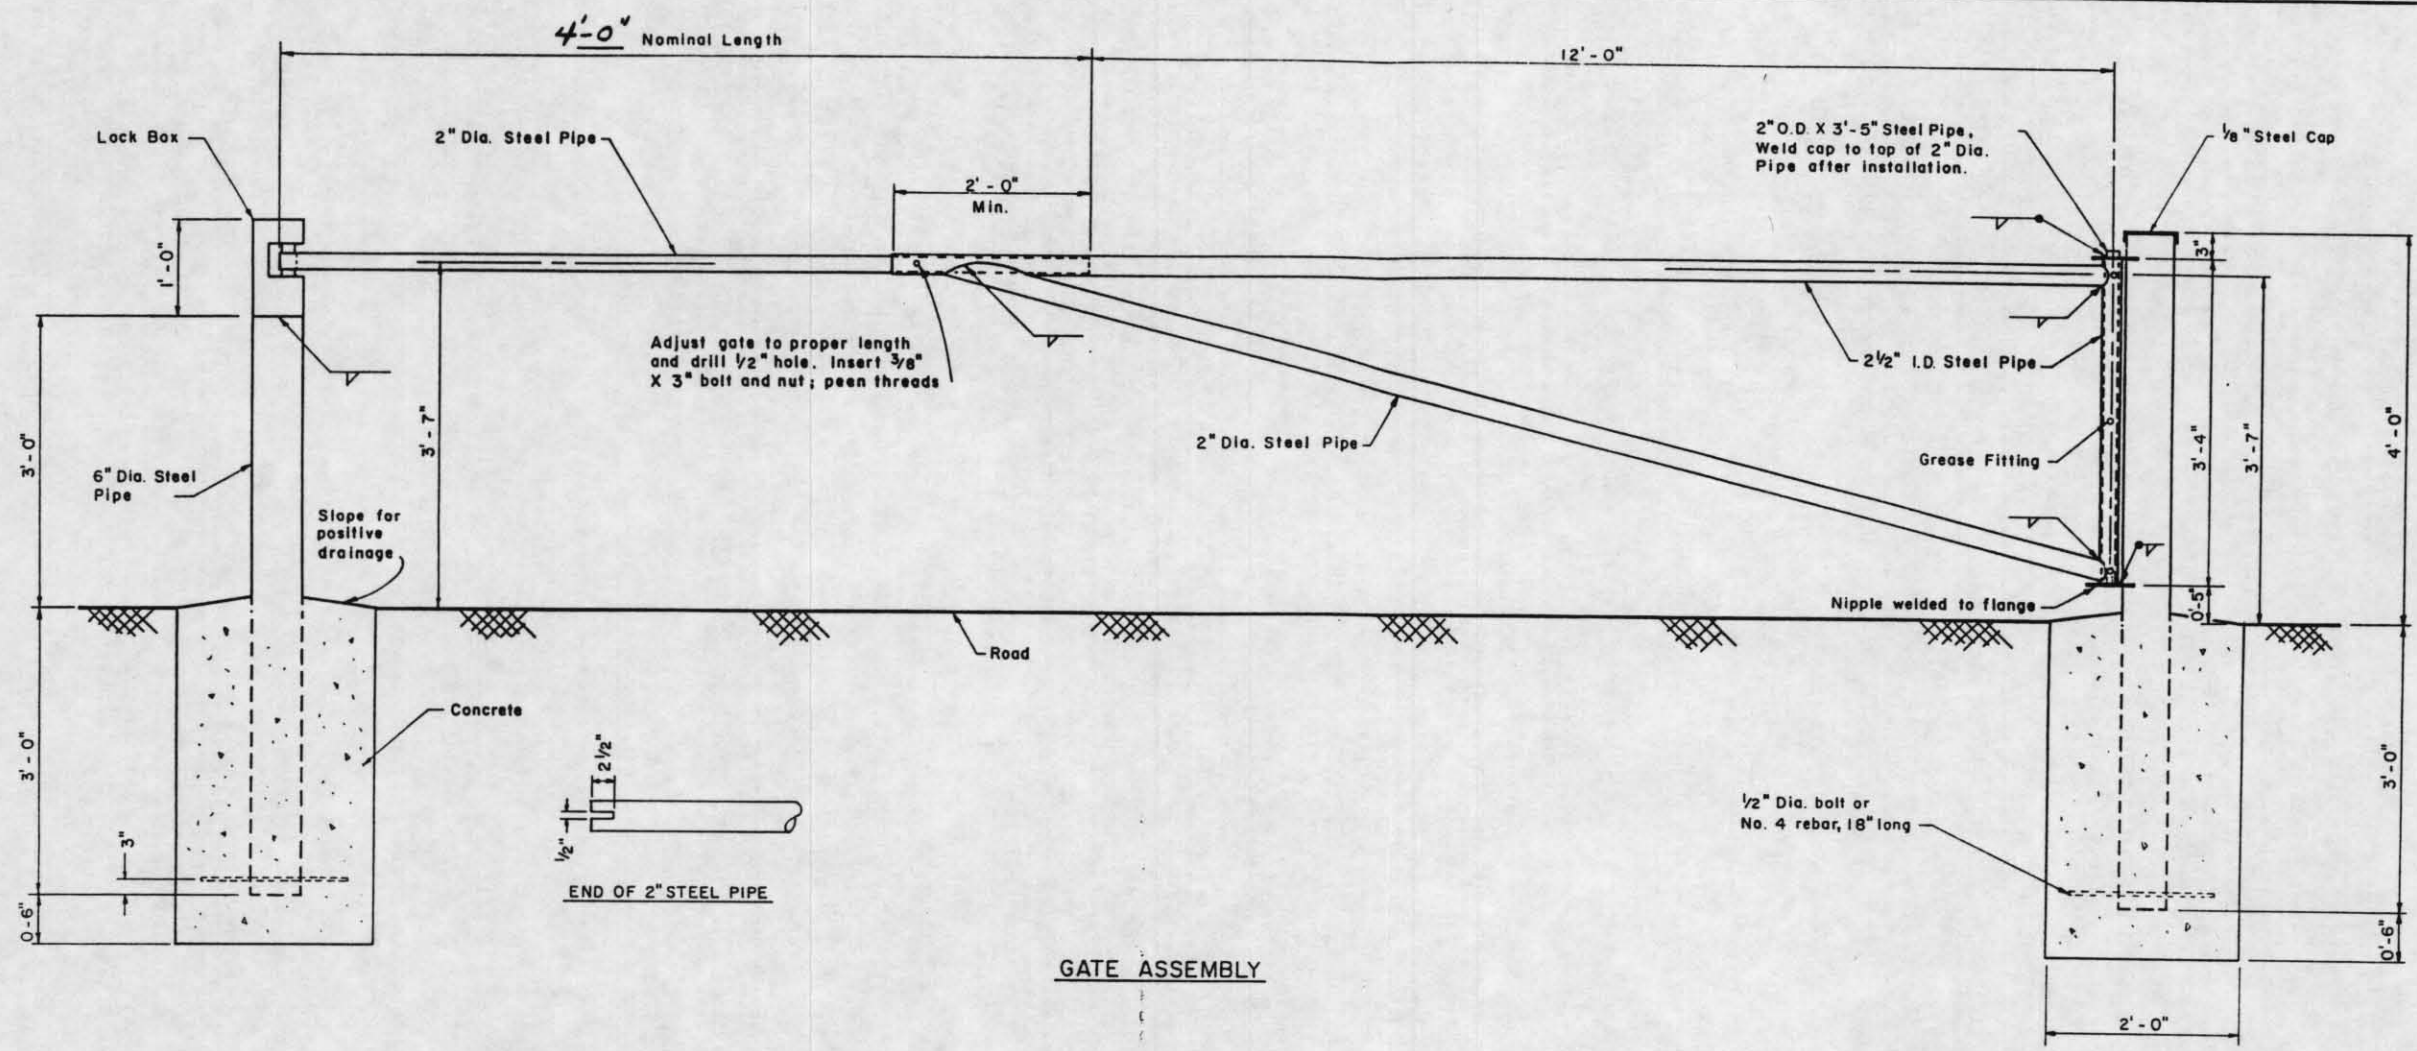 4'-0" Nominal Length
12'-0"
Lock Box
2" Dia. Steel Pipe
2" O.D. X 3'-5" Steel Pipe,
Weld cap to top of 2" Dia.
Pipe after installation.
1/8" Steel Cap
2'-0"
Min.
1'-0"
3"
Adjust gate to proper length
and drill 1/2" hole. Insert 3/8"
X 3" bolt and nut; peen threads
2 1/2" I.D. Steel Pipe
3'-7"
2" Dia. Steel Pipe
Grease Fitting
3'-4"
3'-7"
4'-0"
3'-0"
6" Dia. Steel
Pipe
Slope for
positive
drainage
Nipple welded to flange
0'-5"
Road
Concrete
3'-0"
3"
0'-6"
2 1/2"
1/2"
END OF 2" STEEL PIPE
1/2" Dia. bolt or
No. 4 rebar, 18" long
3'-0"
0'-6"
2'-0"
GATE ASSEMBLY